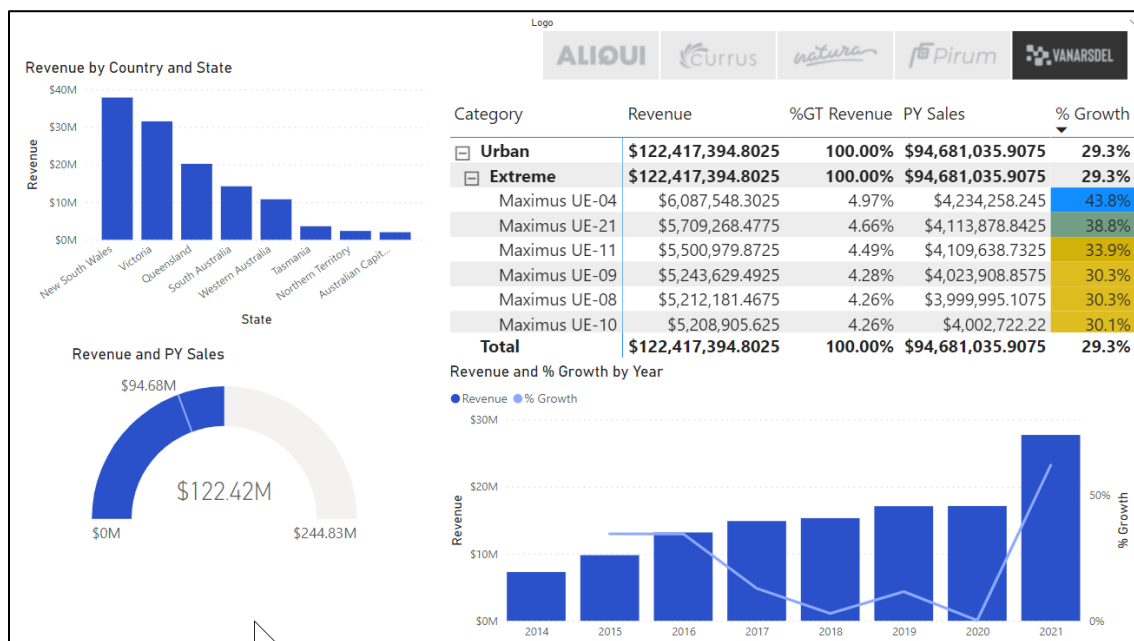 Logo
ALIQUI
currus
natura
Pirum
VANARSDEL
Revenue by Country and State
$40M
$30M
$20M
$10M
$0M
Revenue
New South Wales
Victoria
Queensland
South Australia
Western Australia
Tasmania
Northern Territory
Australian Capit...
State
Category Revenue %GT Revenue PY Sales % Growth
Urban $122,417,394.8025 100.00% $94,681,035.9075 29.3%
Extreme $122,417,394.8025 100.00% $94,681,035.9075 29.3%
Maximus UE-04 $6,087,548.3025 4.97% $4,234,258.245 43.8%
Maximus UE-21 $5,709,268.4775 4.66% $4,113,878.8425 38.8%
Maximus UE-11 $5,500,979.8725 4.49% $4,109,638.7325 33.9%
Maximus UE-09 $5,243,629.4925 4.28% $4,023,908.8575 30.3%
Maximus UE-08 $5,212,181.4675 4.26% $3,999,995.1075 30.3%
Maximus UE-10 $5,208,905.625 4.26% $4,002,722.22 30.1%
Total $122,417,394.8025 100.00% $94,681,035.9075 29.3%
Revenue and PY Sales
$94.68M
$122.42M
$0M $244.83M
Revenue and % Growth by Year
Revenue % Growth
$30M
$20M
$10M
$0M
Revenue
50%
0%
% Growth
2014 2015 2016 2017 2018 2019 2020 2021